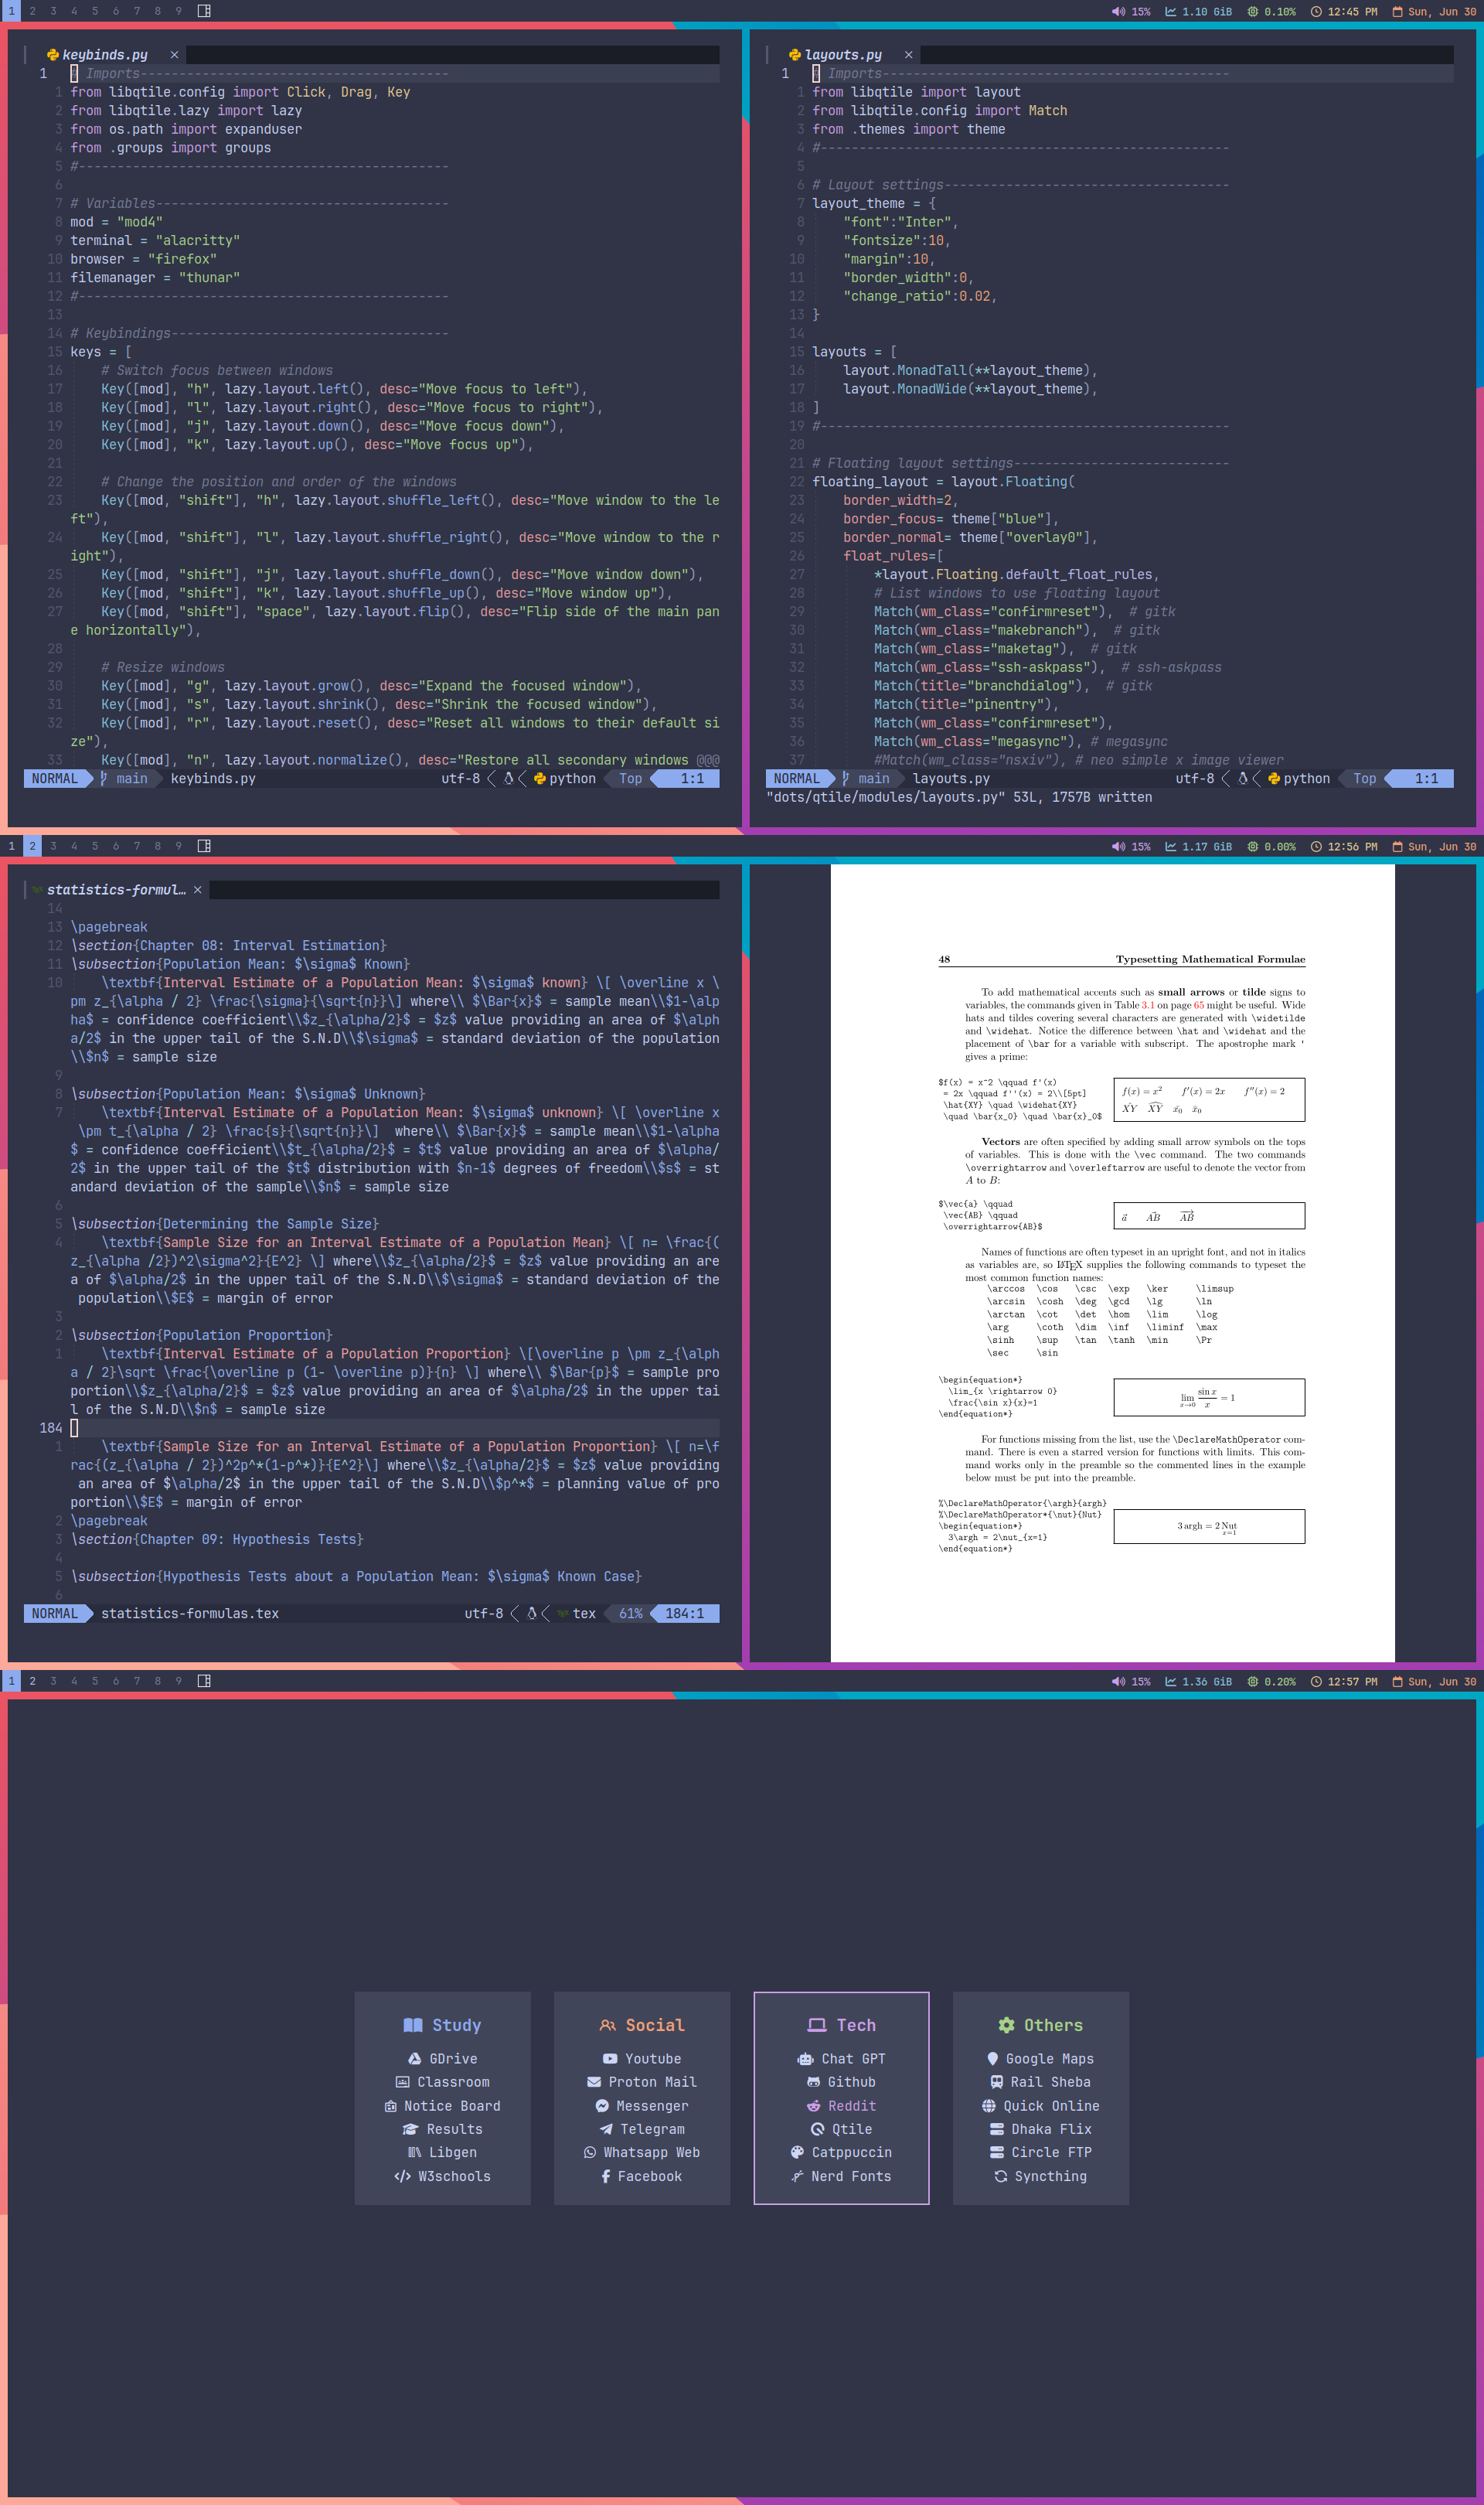 1 2 3 4 5 6 7 8 9 15% 1.10 GiB 0.10% 12:45 PM Sun, Jun 30
keybinds.py ×
1 Imports----------------------------------------
1 from libqtile.config import Click, Drag, Key
2 from libqtile.lazy import lazy
3 from os.path import expanduser
4 from .groups import groups
5 #------------------------------------------------
6
7 # Variables--------------------------------------
8 mod = "mod4"
9 terminal = "alacritty"
10 browser = "firefox"
11 filemanager = "thunar"
12 #------------------------------------------------
13
14 # Keybindings------------------------------------
15 keys = [
16 # Switch focus between windows
17 Key([mod], "h", lazy.layout.left(), desc="Move focus to left"),
18 Key([mod], "l", lazy.layout.right(), desc="Move focus to right"),
19 Key([mod], "j", lazy.layout.down(), desc="Move focus down"),
20 Key([mod], "k", lazy.layout.up(), desc="Move focus up"),
21
22 # Change the position and order of the windows
23 Key([mod, "shift"], "h", lazy.layout.shuffle_left(), desc="Move window to the le
ft"),
24 Key([mod, "shift"], "l", lazy.layout.shuffle_right(), desc="Move window to the r
ight"),
25 Key([mod, "shift"], "j", lazy.layout.shuffle_down(), desc="Move window down"),
26 Key([mod, "shift"], "k", lazy.layout.shuffle_up(), desc="Move window up"),
27 Key([mod, "shift"], "space", lazy.layout.flip(), desc="Flip side of the main pan
e horizontally"),
28
29 # Resize windows
30 Key([mod], "g", lazy.layout.grow(), desc="Expand the focused window"),
31 Key([mod], "s", lazy.layout.shrink(), desc="Shrink the focused window"),
32 Key([mod], "r", lazy.layout.reset(), desc="Reset all windows to their default si
ze"),
33 Key([mod], "n", lazy.layout.normalize(), desc="Restore all secondary windows @@@
NORMAL main keybinds.py utf-8 python Top 1:1
layouts.py ×
1 Imports---------------------------------------------
1 from libqtile import layout
2 from libqtile.config import Match
3 from .themes import theme
4 #-----------------------------------------------------
5
6 # Layout settings-------------------------------------
7 layout_theme = {
8 "font":"Inter",
9 "fontsize":10,
10 "margin":10,
11 "border_width":0,
12 "change_ratio":0.02,
13 }
14
15 layouts = [
16 layout.MonadTall(**layout_theme),
17 layout.MonadWide(**layout_theme),
18 ]
19 #-----------------------------------------------------
20
21 # Floating layout settings----------------------------
22 floating_layout = layout.Floating(
23 border_width=2,
24 border_focus= theme["blue"],
25 border_normal= theme["overlay0"],
26 float_rules=[
27 *layout.Floating.default_float_rules,
28 # List windows to use floating layout
29 Match(wm_class="confirmreset"), # gitk
30 Match(wm_class="makebranch"), # gitk
31 Match(wm_class="maketag"), # gitk
32 Match(wm_class="ssh-askpass"), # ssh-askpass
33 Match(title="branchdialog"), # gitk
34 Match(title="pinentry"),
35 Match(wm_class="confirmreset"),
36 Match(wm_class="megasync"), # megasync
37 #Match(wm_class="nsxiv"), # neo simple x image viewer
NORMAL main layouts.py utf-8 python Top 1:1
"dots/qtile/modules/layouts.py" 53L, 1757B written
1 2 3 4 5 6 7 8 9 15% 1.17 GiB 0.00% 12:56 PM Sun, Jun 30
statistics-formul… ×
14
13 \pagebreak
12 \section{Chapter 08: Interval Estimation}
11 \subsection{Population Mean: $\sigma$ Known}
10 \textbf{Interval Estimate of a Population Mean: $\sigma$ known} \[ \overline x \
pm z_{\alpha / 2} \frac{\sigma}{\sqrt{n}}\] where\\ $\Bar{x}$ = sample mean\\$1-\alp
ha$ = confidence coefficient\\$z_{\alpha/2}$ = $z$ value providing an area of $\alph
a/2$ in the upper tail of the S.N.D\\$\sigma$ = standard deviation of the population
\\$n$ = sample size
9
8 \subsection{Population Mean: $\sigma$ Unknown}
7 \textbf{Interval Estimate of a Population Mean: $\sigma$ unknown} \[ \overline x
\pm t_{\alpha / 2} \frac{s}{\sqrt{n}}\] where\\ $\Bar{x}$ = sample mean\\$1-\alpha
$ = confidence coefficient\\$t_{\alpha/2}$ = $t$ value providing an area of $\alpha/
2$ in the upper tail of the $t$ distribution with $n-1$ degrees of freedom\\$s$ = st
andard deviation of the sample\\$n$ = sample size
6
5 \subsection{Determining the Sample Size}
4 \textbf{Sample Size for an Interval Estimate of a Population Mean} \[ n= \frac{(
z_{\alpha /2})^2\sigma^2}{E^2} \] where\\$z_{\alpha/2}$ = $z$ value providing an are
a of $\alpha/2$ in the upper tail of the S.N.D\\$\sigma$ = standard deviation of the
population\\$E$ = margin of error
3
2 \subsection{Population Proportion}
1 \textbf{Interval Estimate of a Population Proportion} \[\overline p \pm z_{\alph
a / 2}\sqrt \frac{\overline p (1- \overline p)}{n} \] where\\ $\Bar{p}$ = sample pro
portion\\$z_{\alpha/2}$ = $z$ value providing an area of $\alpha/2$ in the upper tai
l of the S.N.D\\$n$ = sample size
184
1 \textbf{Sample Size for an Interval Estimate of a Population Proportion} \[ n=\f
rac{(z_{\alpha / 2})^2p^*(1-p^*)}{E^2}\] where\\$z_{\alpha/2}$ = $z$ value providing
an area of $\alpha/2$ in the upper tail of the S.N.D\\$p^*$ = planning value of pro
portion\\$E$ = margin of error
2 \pagebreak
3 \section{Chapter 09: Hypothesis Tests}
4
5 \subsection{Hypothesis Tests about a Population Mean: $\sigma$ Known Case}
6
NORMAL statistics-formulas.tex utf-8 tex 61% 184:1
48 Typesetting Mathematical Formulae
To add mathematical accents such as small arrows or tilde signs to
variables, the commands given in Table 3.1 on page 65 might be useful. Wide
hats and tildes covering several characters are generated with \widetilde
and \widehat. Notice the difference between \hat and \widehat and the
placement of \bar for a variable with subscript. The apostrophe mark '
gives a prime:
$f(x) = x^2 \qquad f'(x)
= 2x \qquad f''(x) = 2\\[5pt]
\hat{XY} \quad \widehat{XY}
\quad \bar{x_0} \quad \bar{x}_0$
f(x) = x² f′(x) = 2x f″(x) = 2
X̂Y X̂Y x̄₀ x̄₀
Vectors are often specified by adding small arrow symbols on the tops
of variables. This is done with the \vec command. The two commands
\overrightarrow and \overleftarrow are useful to denote the vector from
A to B:
$\vec{a} \qquad
\vec{AB} \qquad
\overrightarrow{AB}$
a⃗ AB⃗ AB⃗
Names of functions are often typeset in an upright font, and not in italics
as variables are, so LATEX supplies the following commands to typeset the
most common function names:
\arccos \cos \csc \exp \ker \limsup
\arcsin \cosh \deg \gcd \lg \ln
\arctan \cot \det \hom \lim \log
\arg \coth \dim \inf \liminf \max
\sinh \sup \tan \tanh \min \Pr
\sec \sin
\begin{equation*}
\lim_{x \rightarrow 0}
\frac{\sin x}{x}=1
\end{equation*}
lim x→0 sin x / x = 1
For functions missing from the list, use the \DeclareMathOperator com-
mand. There is even a starred version for functions with limits. This com-
mand works only in the preamble so the commented lines in the example
below must be put into the preamble.
%\DeclareMathOperator{\argh}{argh}
%\DeclareMathOperator*{\nut}{Nut}
\begin{equation*}
3\argh = 2\nut_{x=1}
\end{equation*}
3 argh = 2 Nut
x=1
1 2 3 4 5 6 7 8 9 15% 1.36 GiB 0.20% 12:57 PM Sun, Jun 30
Study
GDrive
Classroom
Notice Board
Results
Libgen
W3schools
Social
Youtube
Proton Mail
Messenger
Telegram
Whatsapp Web
Facebook
Tech
Chat GPT
Github
Reddit
Qtile
Catppuccin
Nerd Fonts
Others
Google Maps
Rail Sheba
Quick Online
Dhaka Flix
Circle FTP
Syncthing